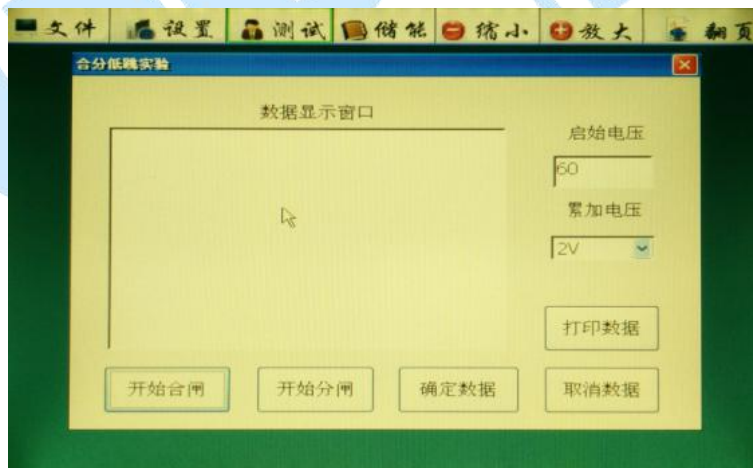 文件 设置 测试 储能 缩小 放大 翻页
合分低跳实验
数据显示窗口
启始电压
60
累加电压
2V
打印数据
开始合闸 开始分闸 确定数据 取消数据